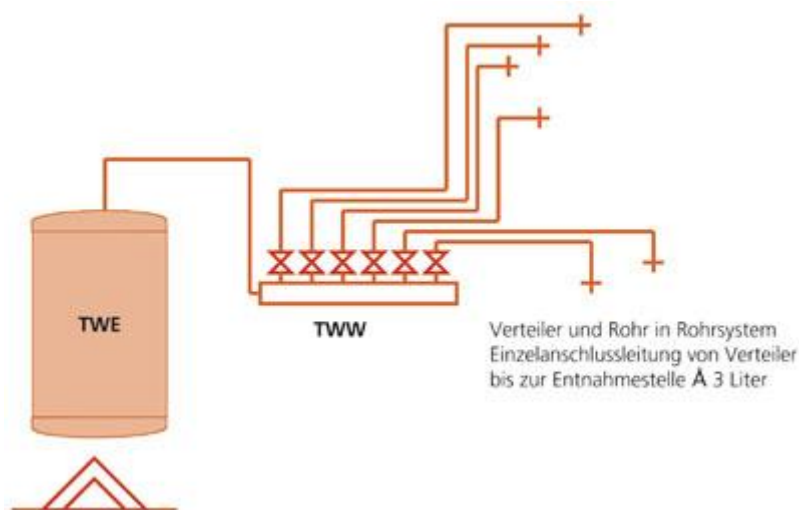 TWE
TWW
Verteiler und Rohr in Rohrsystem
Einzelanschlussleitung von Verteiler
bis zur Entnahmestelle Å 3 Liter